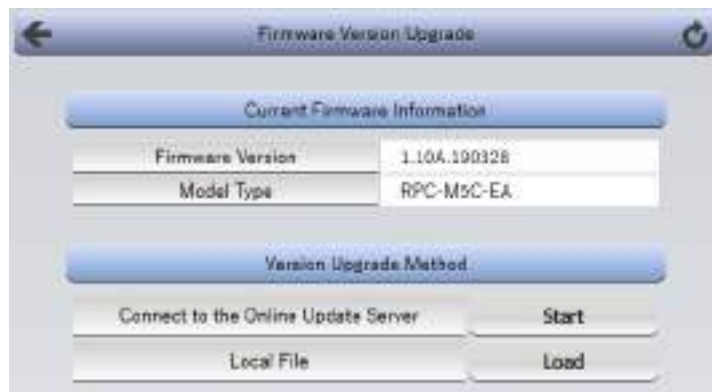 Firmware Version Upgrade
Current Firmware Information
Firmware Version 1.10A.190328
Model Type RPC-M5C-EA
Version Upgrade Method
Connect to the Online Update Server Start
Local File Load